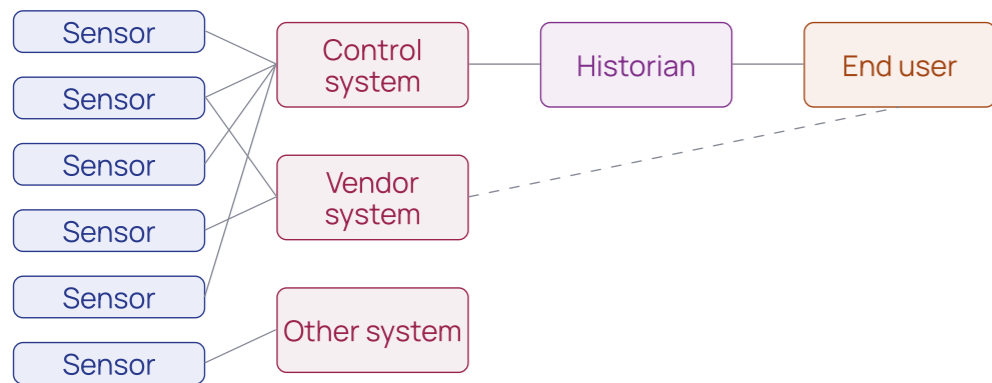 Sensor
Sensor
Sensor
Sensor
Sensor
Sensor
Control
system
Vendor
system
Other system
Historian
End user